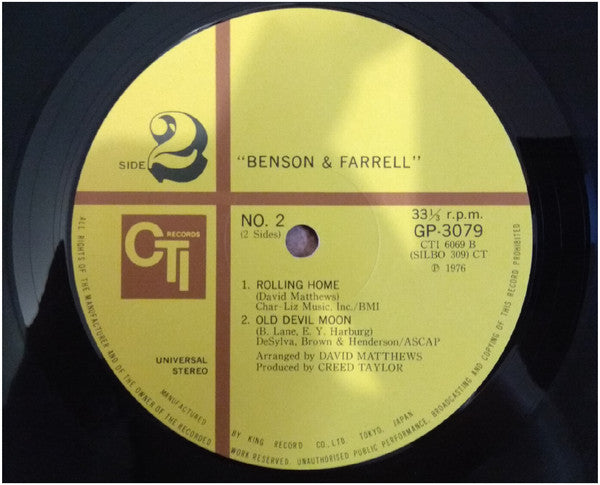 SIDE 2
"BENSON & FARRELL"
CTI RECORDS
NO. 2
(2 Sides)
33⅓ r.p.m.
GP-3079
CTI 6069 B
(SILBO 309) CT
℗ 1976
1. ROLLING HOME
(David Matthews)
Char-Liz Music, Inc./BMI
2. OLD DEVIL MOON
(B. Lane, E. Y. Harburg)
DeSylva, Brown & Henderson/ASCAP
Arranged by DAVID MATTHEWS
Produced by CREED TAYLOR
UNIVERSAL
STEREO
MANUFACTURED BY KING RECORD CO., LTD. TOKYO, JAPAN
ALL RIGHTS OF THE MANUFACTURER AND OF THE OWNER OF THE RECORDED WORK RESERVED. UNAUTHORISED PUBLIC PERFORMANCE, BROADCASTING AND COPYING OF THIS RECORD PROHIBITED